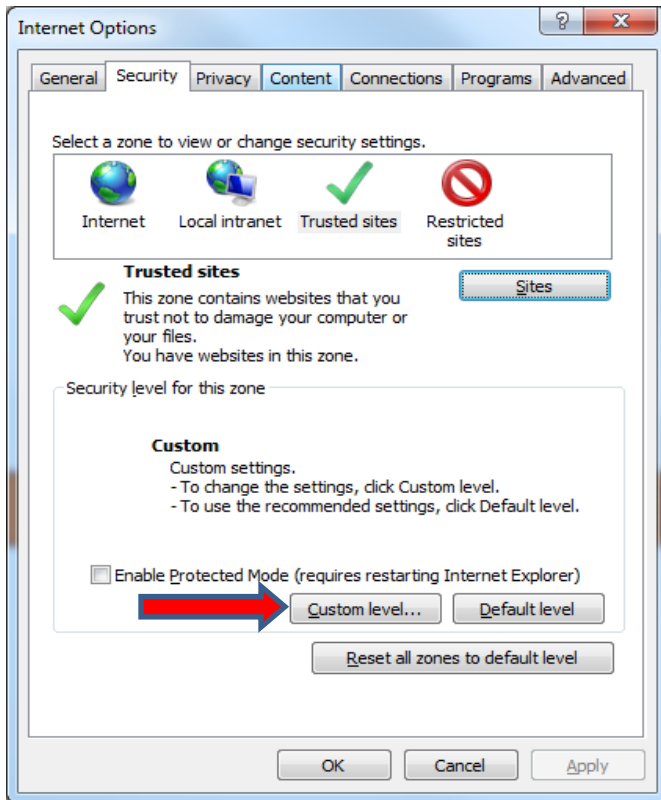 Internet Options
General Security Privacy Content Connections Programs Advanced
Select a zone to view or change security settings.
Internet Local intranet Trusted sites Restricted
sites
Trusted sites
Sites
This zone contains websites that you
trust not to damage your computer or
your files.
You have websites in this zone.
Security level for this zone
Custom
Custom settings.
- To change the settings, click Custom level.
- To use the recommended settings, click Default level.
Enable Protected Mode (requires restarting Internet Explorer)
Custom level... Default level
Reset all zones to default level
OK Cancel Apply